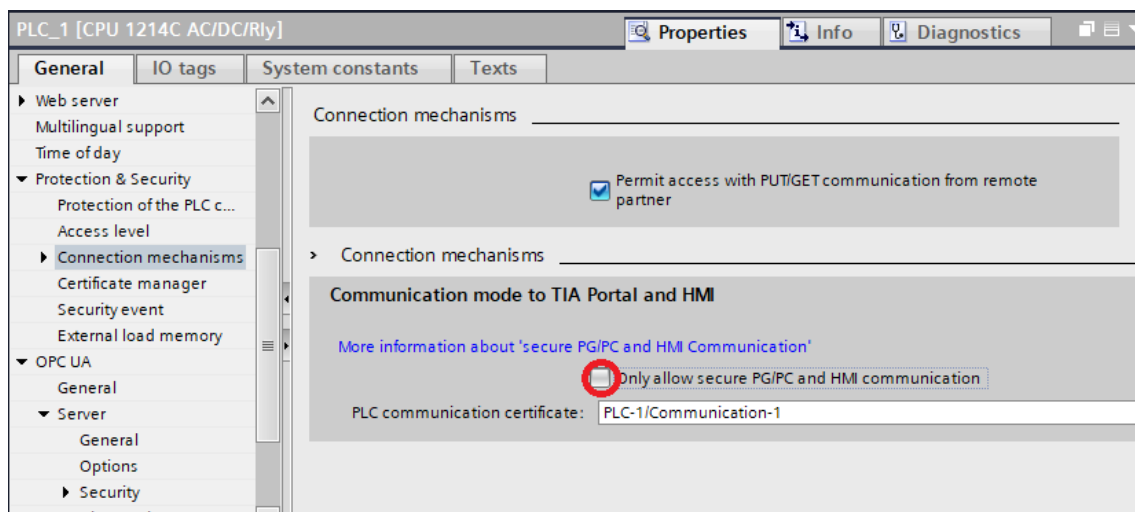 PLC_1 [CPU 1214C AC/DC/Rly]
Properties
Info
Diagnostics
General
IO tags
System constants
Texts
Web server
Multilingual support
Time of day
Protection & Security
Protection of the PLC c...
Access level
Connection mechanisms
Certificate manager
Security event
External load memory
OPC UA
General
Server
General
Options
Security
Connection mechanisms
Permit access with PUT/GET communication from remote
partner
Connection mechanisms
Communication mode to TIA Portal and HMI
More information about 'secure PG/PC and HMI Communication'
Only allow secure PG/PC and HMI communication
PLC communication certificate: PLC-1/Communication-1